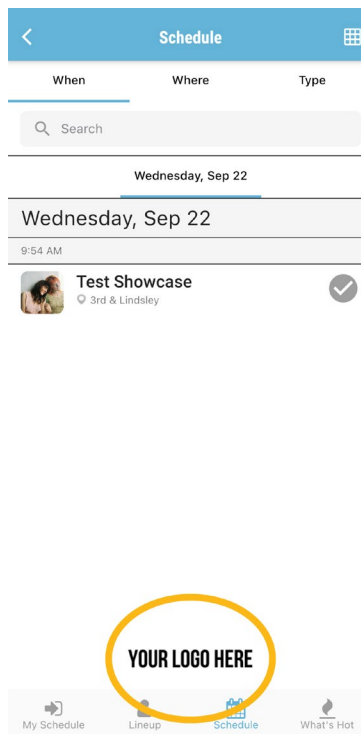 Schedule
When Where Type
Search
Wednesday, Sep 22
Wednesday, Sep 22
9:54 AM
Test Showcase
3rd & Lindsley
YOUR LOGO HERE
My Schedule Lineup Schedule What's Hot